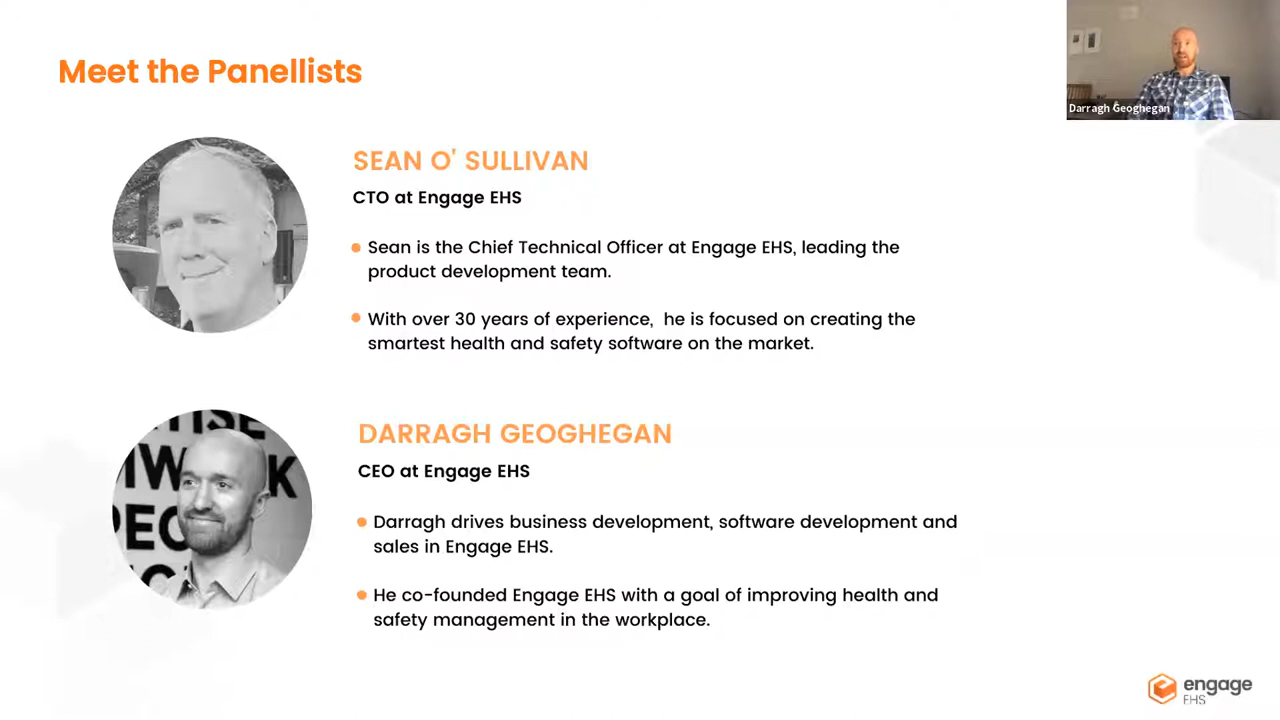 Meet the Panellists
Darragh Geoghegan
SEAN O' SULLIVAN
CTO at Engage EHS
Sean is the Chief Technical Officer at Engage EHS, leading the
product development team.
With over 30 years of experience, he is focused on creating the
smartest health and safety software on the market.
DARRAGH GEOGHEGAN
CEO at Engage EHS
Darragh drives business development, software development and
sales in Engage EHS.
He co-founded Engage EHS with a goal of improving health and
safety management in the workplace.
engage
EHS